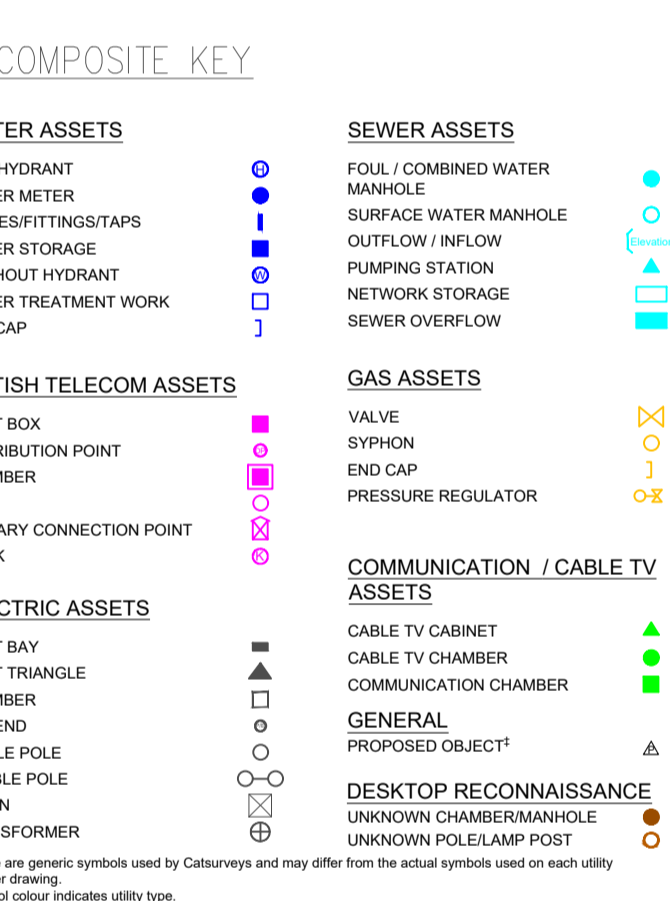 COMPOSITE KEY
TER ASSETS
HYDRANT
H
ER METER
ES/FITTINGS/TAPS
ER STORAGE
HOUT HYDRANT
W
ER TREATMENT WORK
CAP
TISH TELECOM ASSETS
T BOX
RIBUTION POINT
MBER
ARY CONNECTION POINT
K
K
CTRIC ASSETS
T BAY
T TRIANGLE
MBER
END
LE POLE
BLE POLE
N
SFORMER
SEWER ASSETS
FOUL / COMBINED WATER
MANHOLE
SURFACE WATER MANHOLE
OUTFLOW / INFLOW
Elevation
PUMPING STATION
NETWORK STORAGE
SEWER OVERFLOW
GAS ASSETS
VALVE
SYPHON
END CAP
PRESSURE REGULATOR
COMMUNICATION / CABLE TV
ASSETS
CABLE TV CABINET
CABLE TV CHAMBER
COMMUNICATION CHAMBER
GENERAL
PROPOSED OBJECT‡
P
DESKTOP RECONNAISSANCE
UNKNOWN CHAMBER/MANHOLE
UNKNOWN POLE/LAMP POST
e are generic symbols used by Catsurveys and may differ from the actual symbols used on each utility
r drawing.
ol colour indicates utility type.